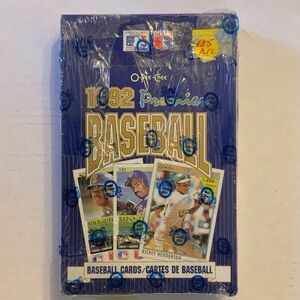 O-Pee-Chee
1992 Premier
BASEBALL
RICKEY HENDERSON
BASEBALL CARDS/CARTES DE BASEBALL